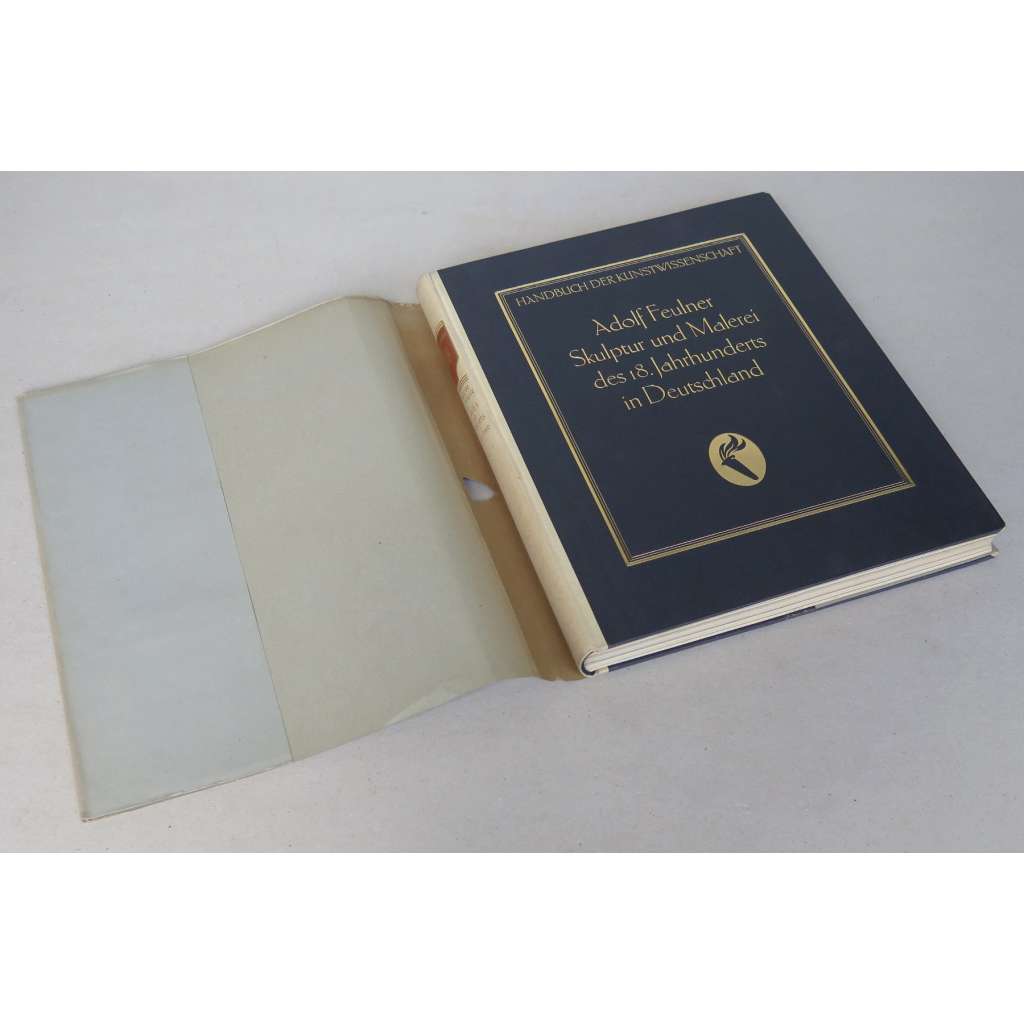 HANDBUCH DER KUNSTWISSENSCHAFT
Adolf Feulner
Skulptur und Malerei
des 18. Jahrhunderts
in Deutschland